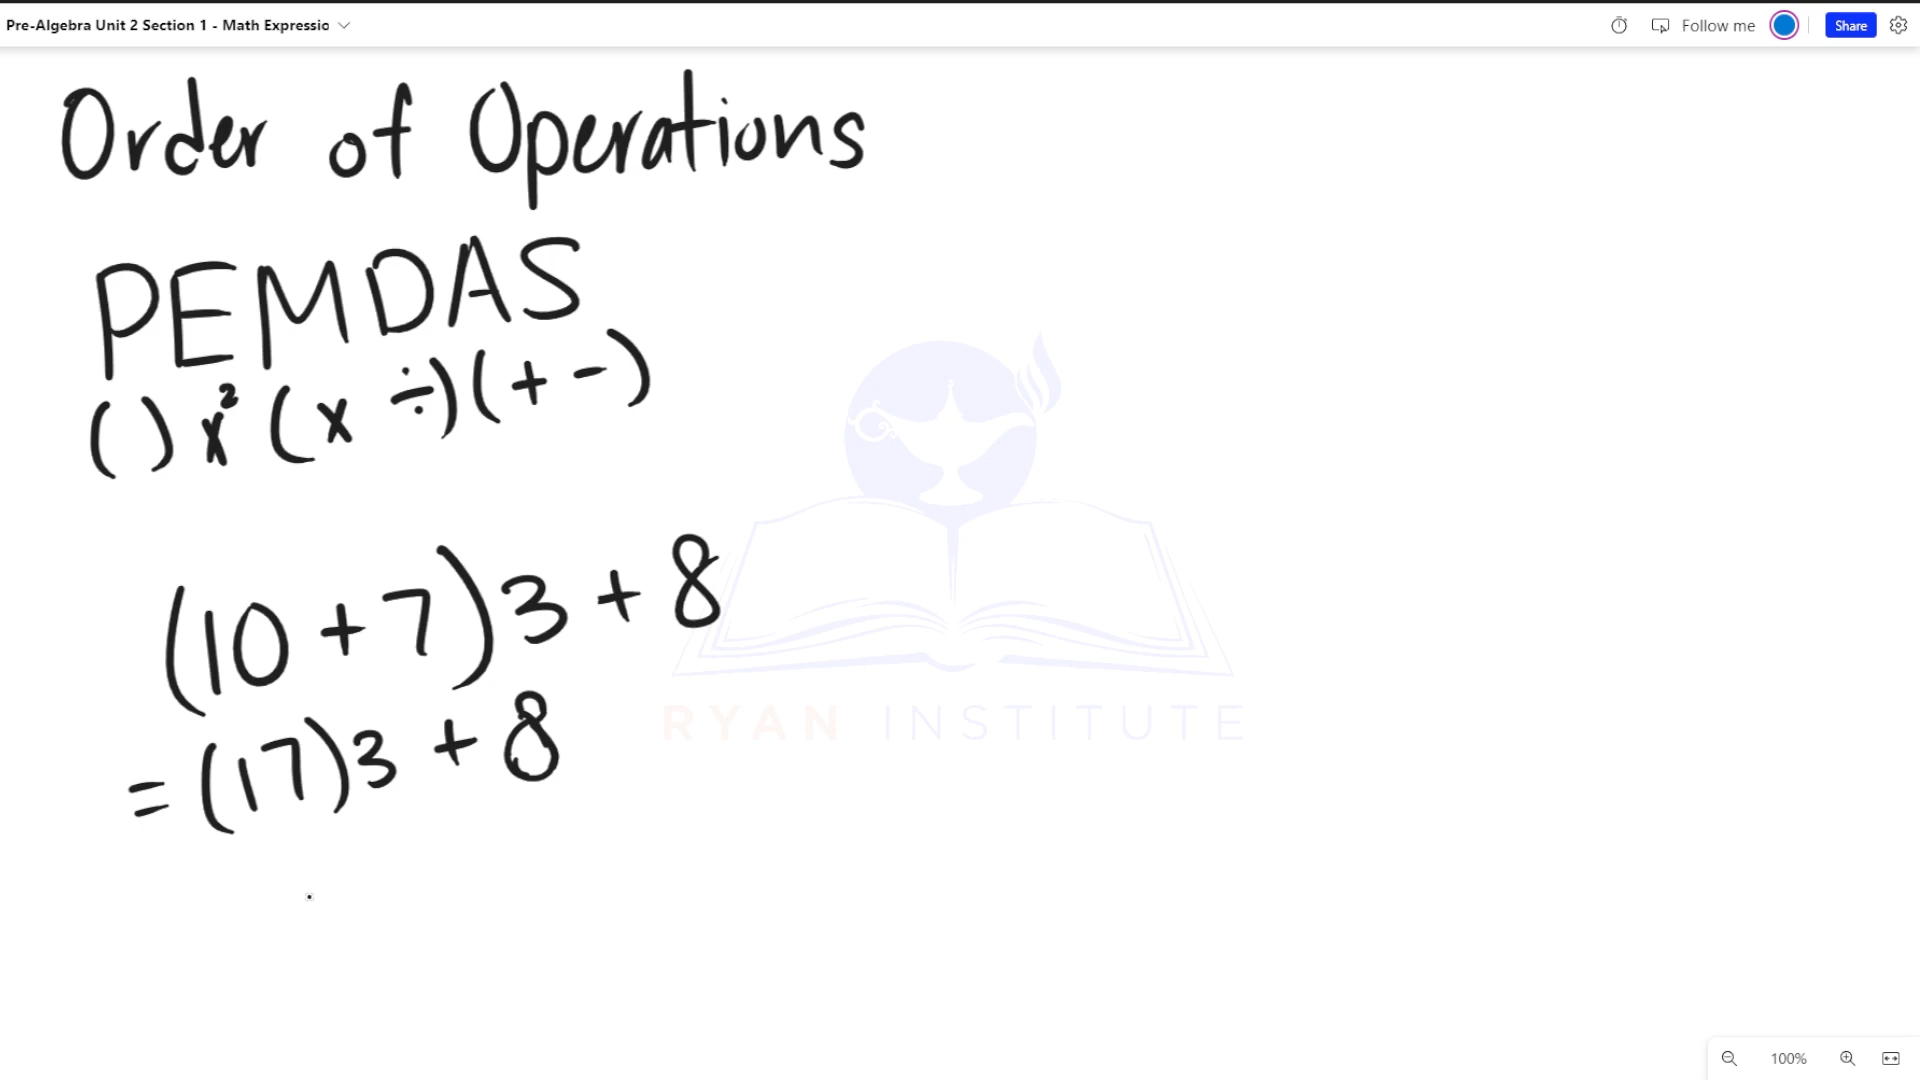 Pre-Algebra Unit 2 Section 1 - Math Expressio
Follow me
Share
Order of Operations
PEMDAS
( ) x² ( x ÷ ) ( + - )
(10 + 7) 3 + 8
= (17) 3 + 8
RYAN INSTITUTE
100%